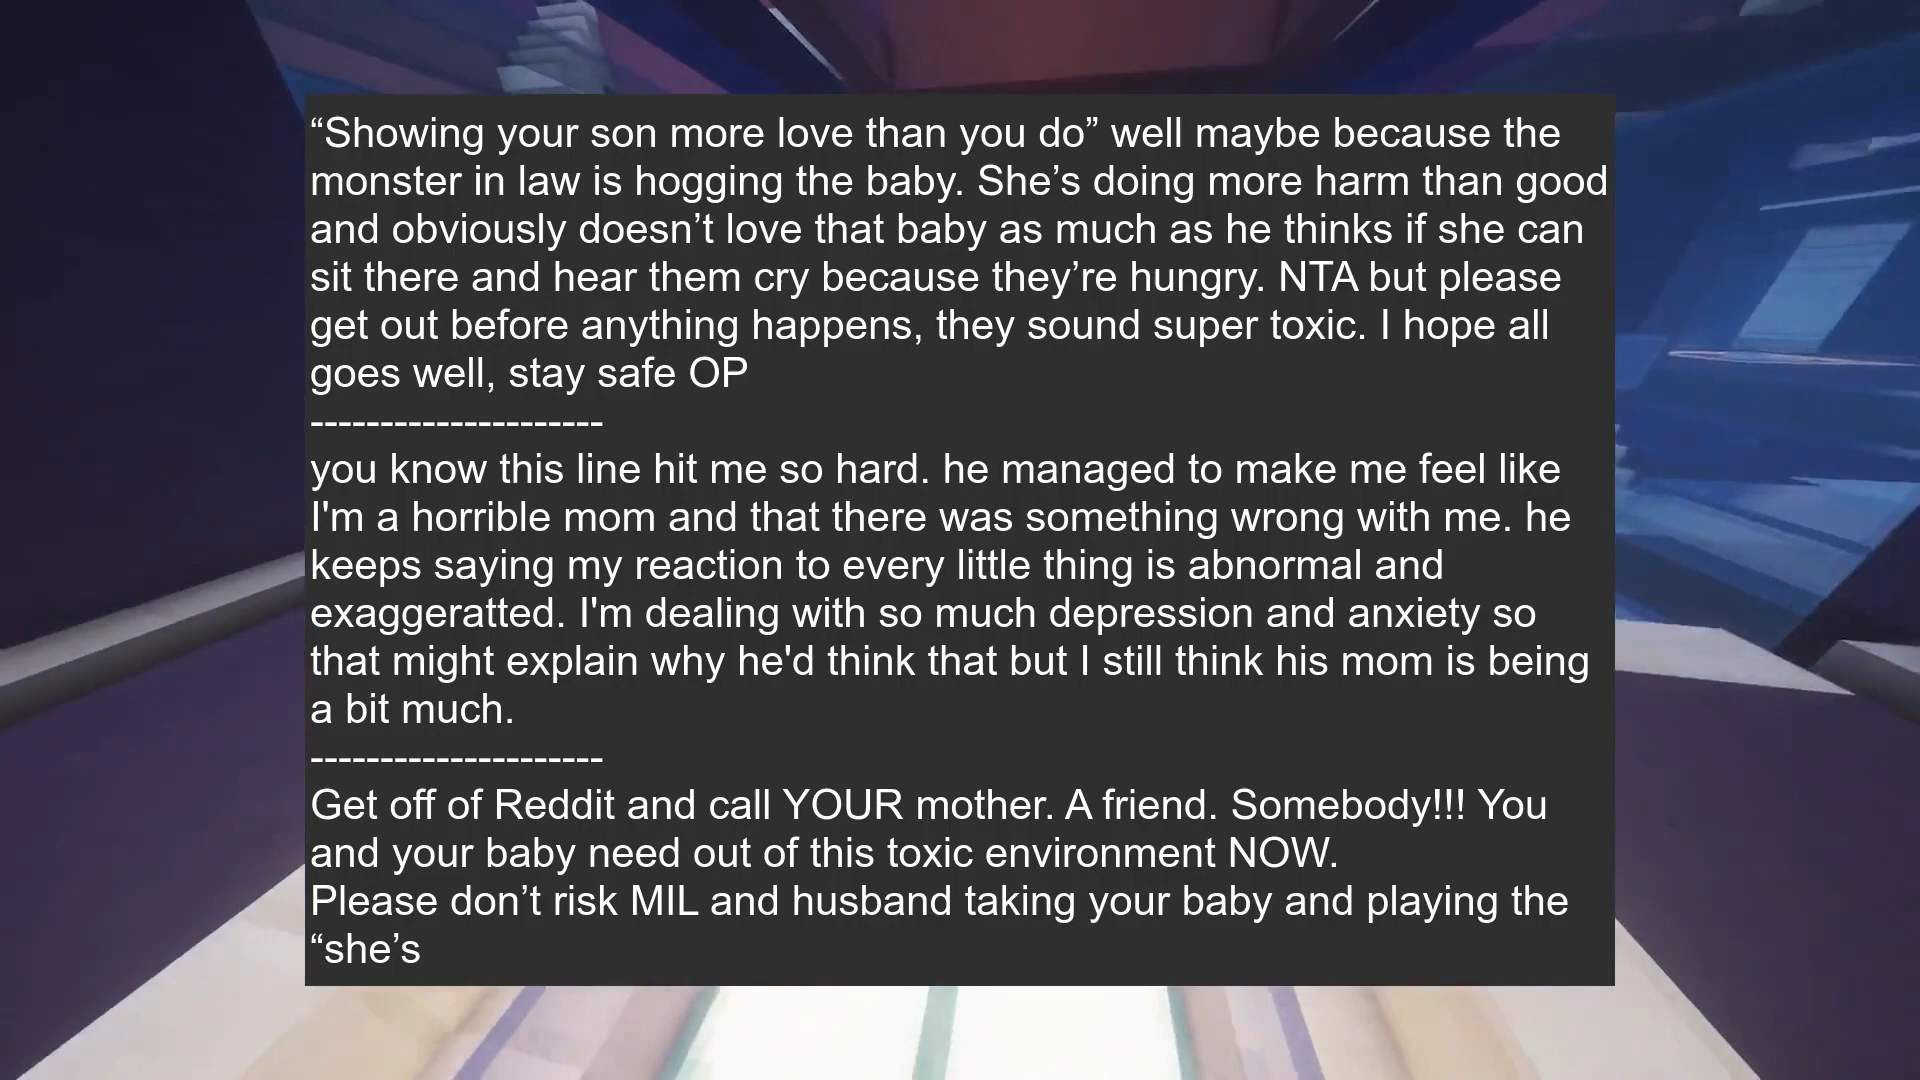 “Showing your son more love than you do” well maybe because the
monster in law is hogging the baby. She’s doing more harm than good
and obviously doesn’t love that baby as much as he thinks if she can
sit there and hear them cry because they’re hungry. NTA but please
get out before anything happens, they sound super toxic. I hope all
goes well, stay safe OP
---------------------
you know this line hit me so hard. he managed to make me feel like
I'm a horrible mom and that there was something wrong with me. he
keeps saying my reaction to every little thing is abnormal and
exaggeratted. I'm dealing with so much depression and anxiety so
that might explain why he'd think that but I still think his mom is being
a bit much.
---------------------
Get off of Reddit and call YOUR mother. A friend. Somebody!!! You
and your baby need out of this toxic environment NOW.
Please don’t risk MIL and husband taking your baby and playing the
“she’s